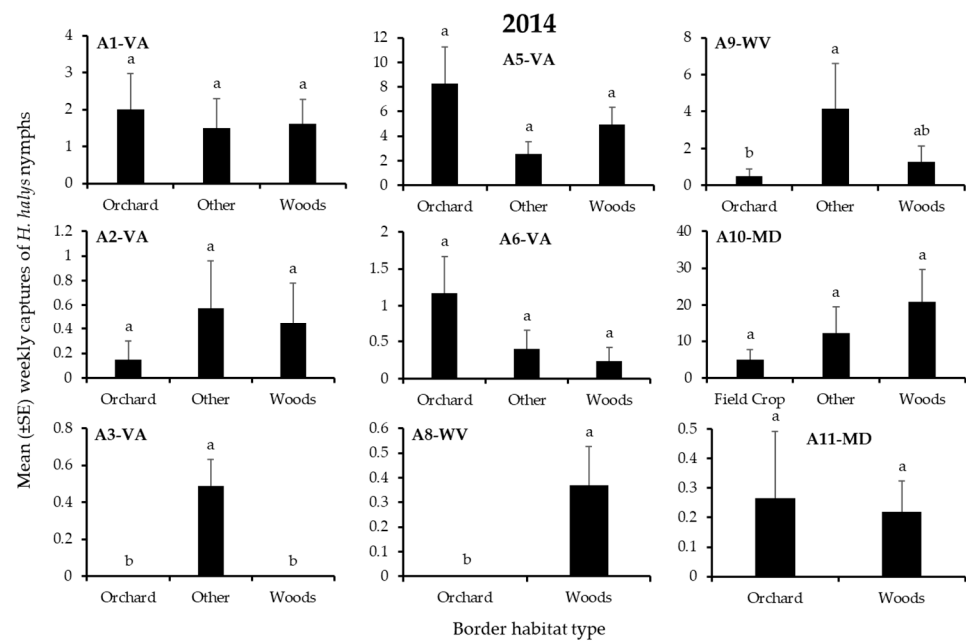 2014
Mean (±SE) weekly captures of H. halys nymphs
A1-VA
4
3
2
1
0
a
a
a
Orchard
Other
Woods
A5-VA
12
10
8
6
4
2
0
a
a
a
Orchard
Other
Woods
A9-WV
8
6
4
2
0
b
a
ab
Orchard
Other
Woods
A2-VA
1.2
1
0.8
0.6
0.4
0.2
0
a
a
a
Orchard
Other
Woods
A6-VA
2
1.5
1
0.5
0
a
a
a
Orchard
Other
Woods
A10-MD
40
30
20
10
0
a
a
a
Field Crop
Other
Woods
A3-VA
0.8
0.6
0.4
0.2
0
b
a
b
Orchard
Other
Woods
A8-WV
0.6
0.5
0.4
0.3
0.2
0.1
0
b
a
Orchard
Woods
A11-MD
0.5
0.4
0.3
0.2
0.1
0
a
a
Orchard
Woods
Border habitat type